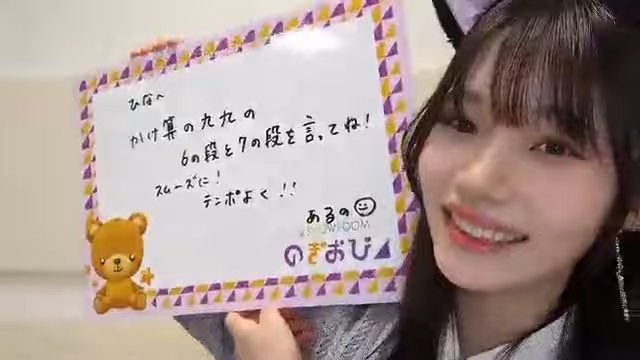 ひなへ
かけ算の九九の
6の段と7の段を言ってね!
スムーズに!
テンポよく!!
あるの
SHOWROOM
のぎおび